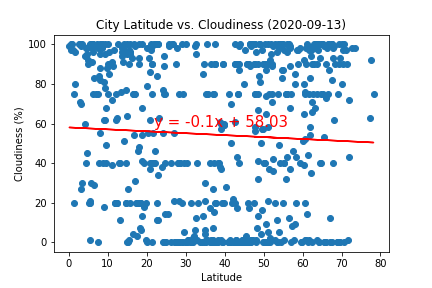 City Latitude vs. Cloudiness (2020-09-13)
100
80
60
40
20
0
Cloudiness (%)
y = -0.1x + 58.03
0 10 20 30 40 50 60 70 80
Latitude